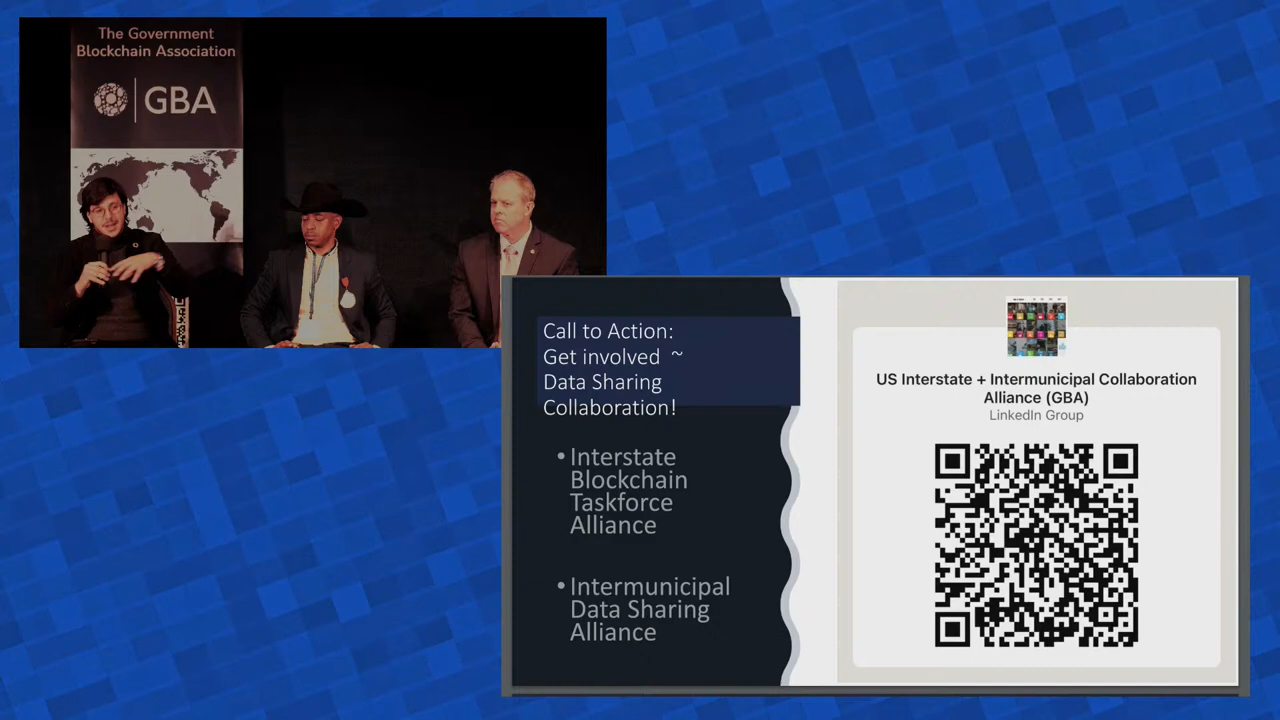 The Government
Blockchain Association
GBA
Call to Action:
Get involved ~
Data Sharing
Collaboration!
• Interstate
Blockchain
Taskforce
Alliance
• Intermunicipal
Data Sharing
Alliance
US Interstate + Intermunicipal Collaboration
Alliance (GBA)
LinkedIn Group